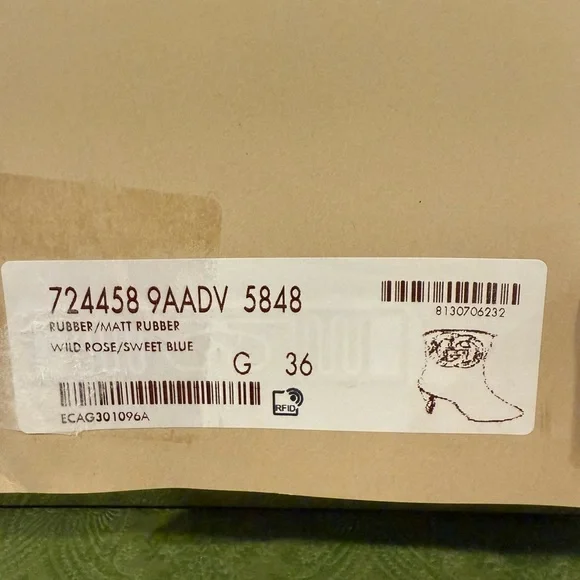 724458 9AADV 5848
8130706232
RUBBER/MATT RUBBER
WILD ROSE/SWEET BLUE
G 36
ECAG301096A
RFID